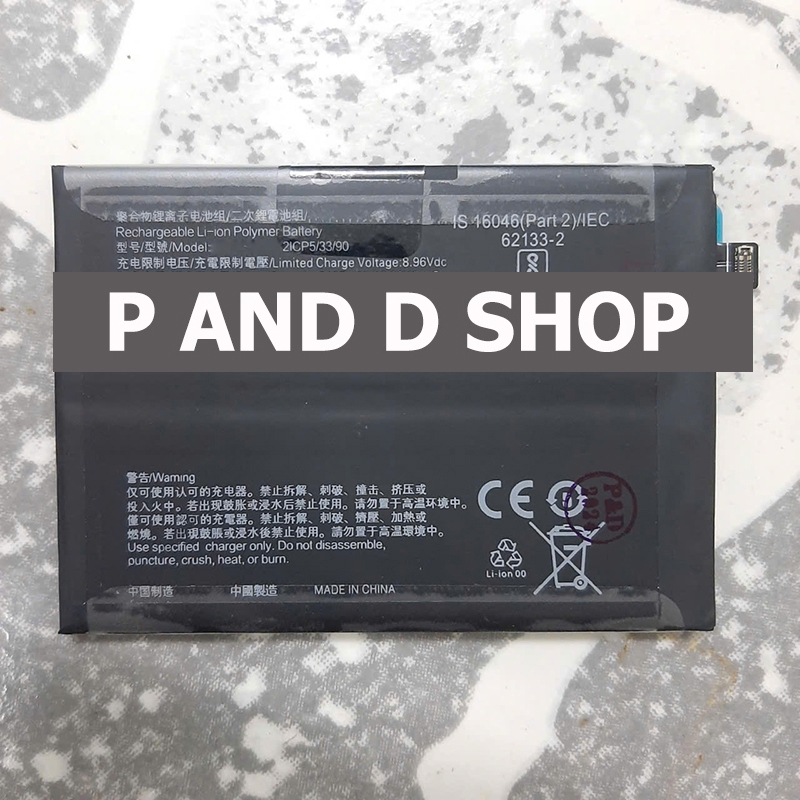 聚合物锂离子电池组/二次鋰電池組/
Rechargeable Li-ion Polymer Battery
型号/型號/Model: 2ICP5/33/90
充电限制电压/充電限制電壓/Limited Charge Voltage:8.96Vdc
IS 16046(Part 2)/IEC
62133-2
P AND D SHOP
警告/Warning
仅可使用认可的充电器。禁止拆解、刺破、撞击、挤压或
投入火中。若出现鼓胀或浸水后禁止使用。请勿置于高温环境中。
僅可使用認可的充電器。禁止拆解、刺破、擠壓、加熱或
燃燒。若出現鼓脹或浸水後禁止使用。請勿置于高温環境中。
Use specified charger only. Do not disassemble,
puncture, crush, heat, or burn.
CE
P&D
Li-ion 00
中国制造 中國製造 MADE IN CHINA